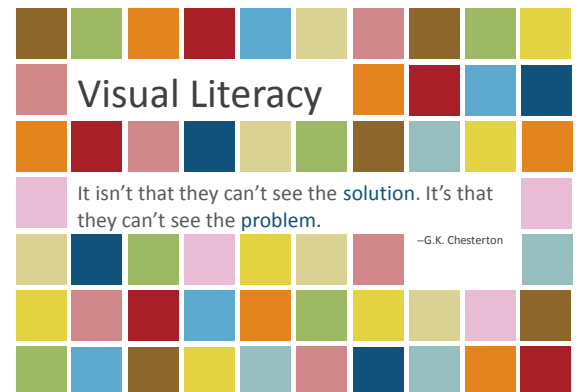 Visual Literacy
It isn’t that they can’t see the solution. It’s that
they can’t see the problem.
–G.K. Chesterton